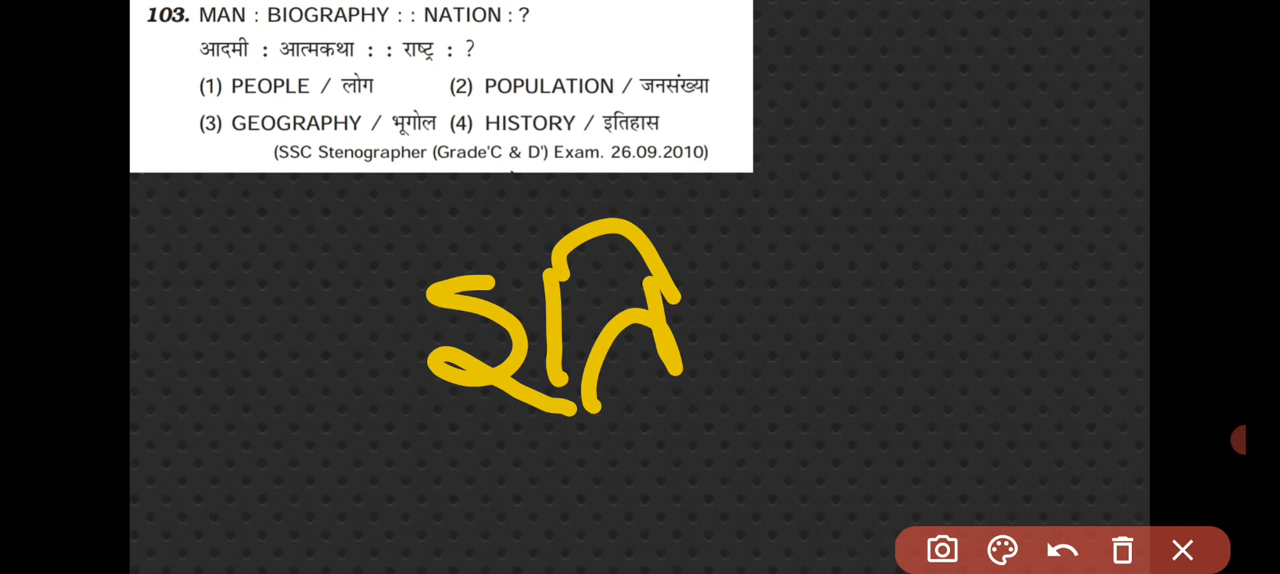 103. MAN : BIOGRAPHY : : NATION : ?
आदमी : आत्मकथा : : राष्ट्र : ?
(1) PEOPLE / लोग (2) POPULATION / जनसंख्या
(3) GEOGRAPHY / भूगोल (4) HISTORY / इतिहास
(SSC Stenographer (Grade'C & D') Exam. 26.09.2010)
इति